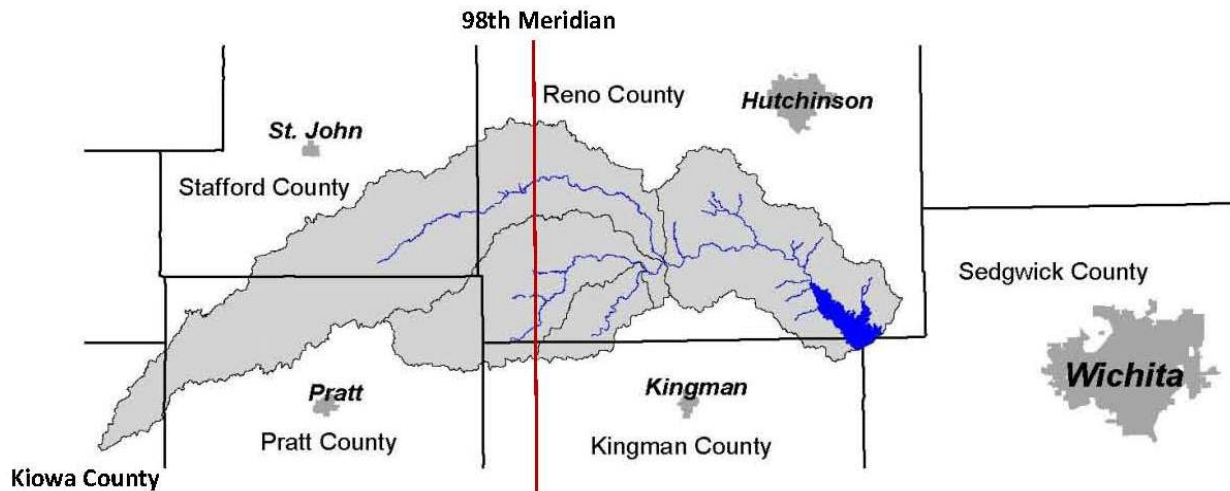 98th Meridian
Reno County
Hutchinson
St. John
Stafford County
Sedgwick County
Wichita
Pratt
Kingman
Pratt County
Kingman County
Kiowa County